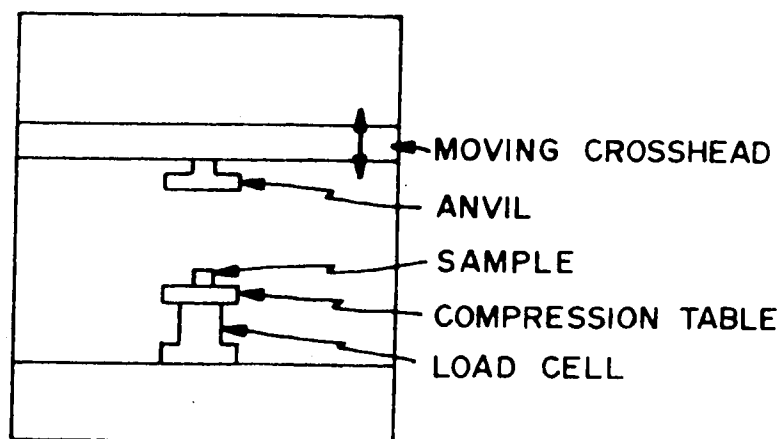 MOVING CROSSHEAD
ANVIL
SAMPLE
COMPRESSION TABLE
LOAD CELL